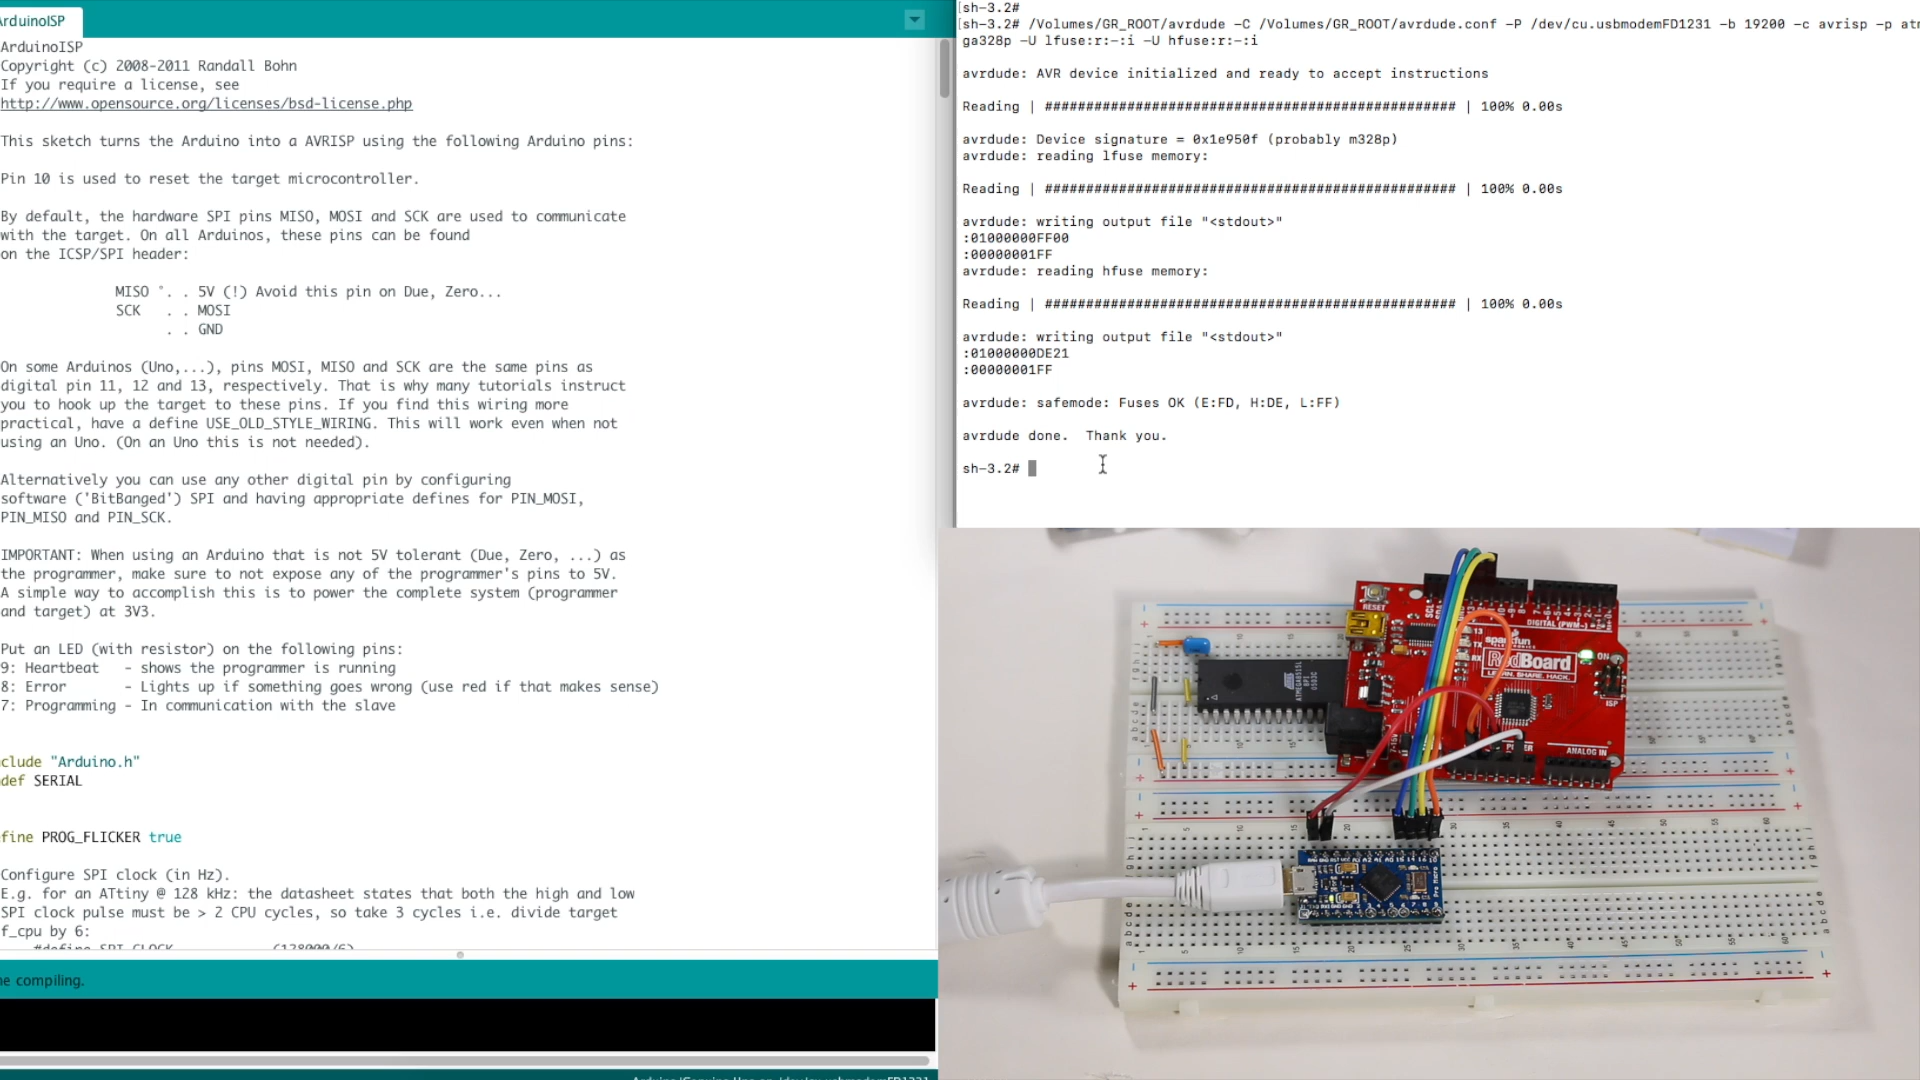 ArduinoISP
ArduinoISP
Copyright (c) 2008-2011 Randall Bohn
If you require a license, see
http://www.opensource.org/licenses/bsd-license.php
This sketch turns the Arduino into a AVRISP using the following Arduino pins:
Pin 10 is used to reset the target microcontroller.
By default, the hardware SPI pins MISO, MOSI and SCK are used to communicate
with the target. On all Arduinos, these pins can be found
on the ICSP/SPI header:
MISO °. . 5V (!) Avoid this pin on Due, Zero...
SCK . . MOSI
. . GND
On some Arduinos (Uno,...), pins MOSI, MISO and SCK are the same pins as
digital pin 11, 12 and 13, respectively. That is why many tutorials instruct
you to hook up the target to these pins. If you find this wiring more
practical, have a define USE_OLD_STYLE_WIRING. This will work even when not
using an Uno. (On an Uno this is not needed).
Alternatively you can use any other digital pin by configuring
software ('BitBanged') SPI and having appropriate defines for PIN_MOSI,
PIN_MISO and PIN_SCK.
IMPORTANT: When using an Arduino that is not 5V tolerant (Due, Zero, ...) as
the programmer, make sure to not expose any of the programmer's pins to 5V.
A simple way to accomplish this is to power the complete system (programmer
and target) at 3V3.
Put an LED (with resistor) on the following pins:
9: Heartbeat - shows the programmer is running
8: Error - Lights up if something goes wrong (use red if that makes sense)
7: Programming - In communication with the slave
clude "Arduino.h"
def SERIAL
fine PROG_FLICKER true
Configure SPI clock (in Hz).
E.g. for an ATtiny @ 128 kHz: the datasheet states that both the high and low
SPI clock pulse must be > 2 CPU cycles, so take 3 cycles i.e. divide target
f_cpu by 6:
#define SPI_CLOCK (128000/6)
ne compiling.
[sh-3.2#
[sh-3.2# /Volumes/GR_ROOT/avrdude -C /Volumes/GR_ROOT/avrdude.conf -P /dev/cu.usbmodemFD1231 -b 19200 -c avrisp -p atm
ga328p -U lfuse:r:-:i -U hfuse:r:-:i
avrdude: AVR device initialized and ready to accept instructions
Reading | ################################################## | 100% 0.00s
avrdude: Device signature = 0x1e950f (probably m328p)
avrdude: reading lfuse memory:
Reading | ################################################## | 100% 0.00s
avrdude: writing output file "<stdout>"
:01000000FF00
:00000001FF
avrdude: reading hfuse memory:
Reading | ################################################## | 100% 0.00s
avrdude: writing output file "<stdout>"
:01000000DE21
:00000001FF
avrdude: safemode: Fuses OK (E:FD, H:DE, L:FF)
avrdude done. Thank you.
sh-3.2#
RESET
DIGITAL (PWM~)
13
TX
RX
sparkfun
RedBoard
LEARN. SHARE. HACK.
ON
ISP
7-15V
ANALOG IN
Pro Micro